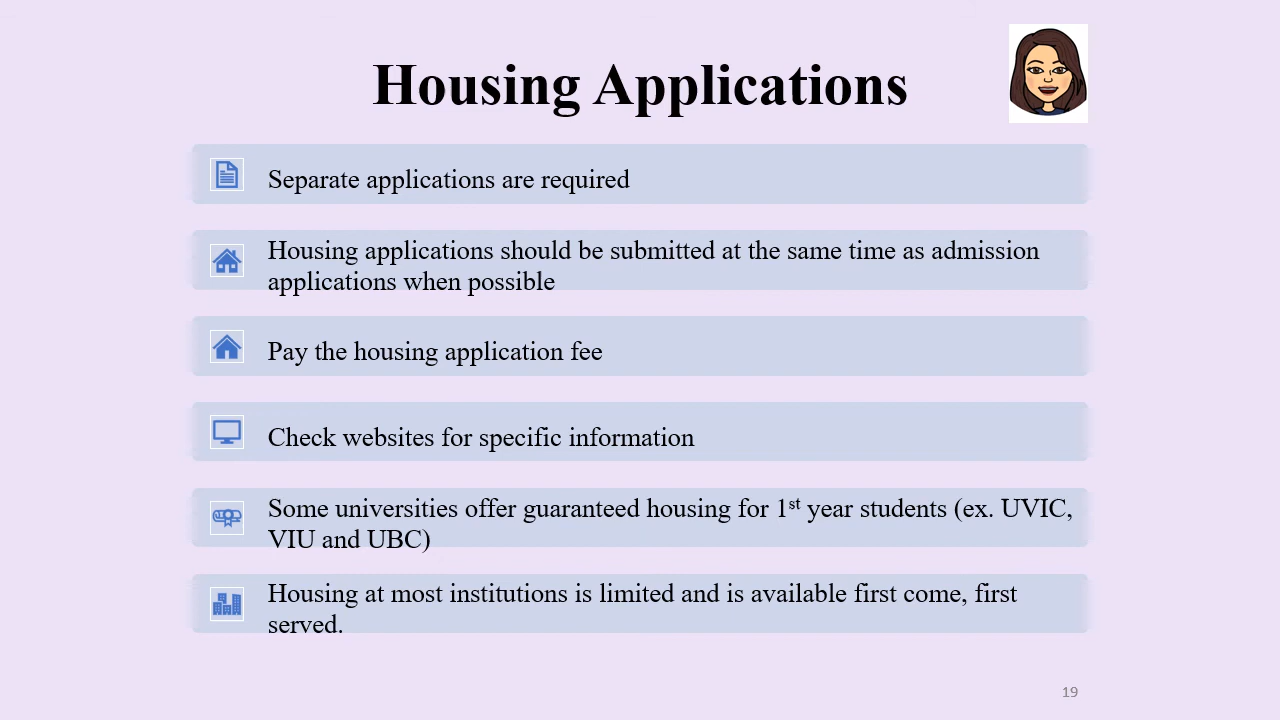 Housing Applications
Separate applications are required
Housing applications should be submitted at the same time as admission
applications when possible
Pay the housing application fee
Check websites for specific information
Some universities offer guaranteed housing for 1st year students (ex. UVIC,
VIU and UBC)
Housing at most institutions is limited and is available first come, first
served.
19